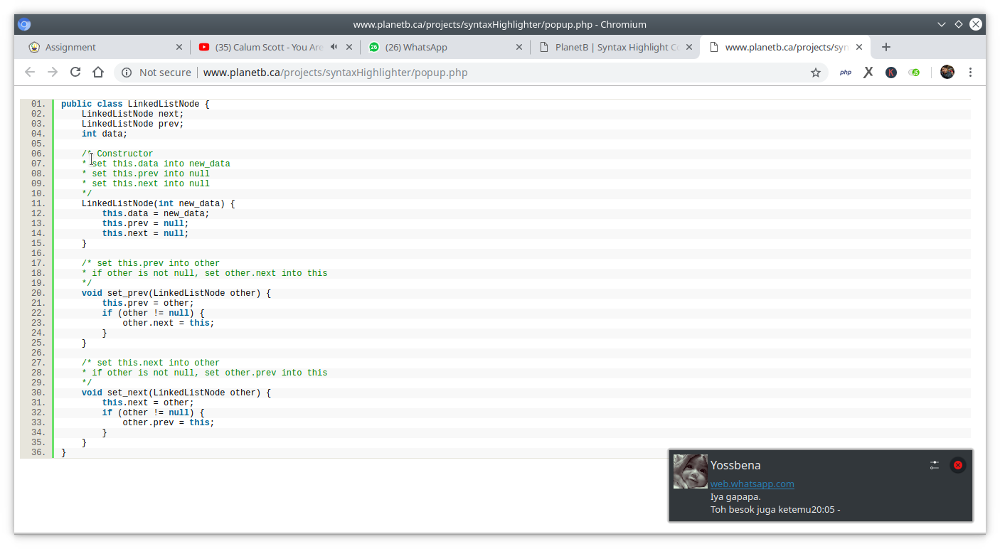 www.planetb.ca/projects/syntaxHighlighter/popup.php - Chromium
Assignment
(35) Calum Scott - You Are
26
(26) WhatsApp
PlanetB | Syntax Highlight Co
www.planetb.ca/projects/syn
Not secure
www.planetb.ca/projects/syntaxHighlighter/popup.php
php
X
K
JS
01. public class LinkedListNode {
02. LinkedListNode next;
03. LinkedListNode prev;
04. int data;
05.
06. /* Constructor
07. * set this.data into new_data
08. * set this.prev into null
09. * set this.next into null
10. */
11. LinkedListNode(int new_data) {
12. this.data = new_data;
13. this.prev = null;
14. this.next = null;
15. }
16.
17. /* set this.prev into other
18. * if other is not null, set other.next into this
19. */
20. void set_prev(LinkedListNode other) {
21. this.prev = other;
22. if (other != null) {
23. other.next = this;
24. }
25. }
26.
27. /* set this.next into other
28. * if other is not null, set other.prev into this
29. */
30. void set_next(LinkedListNode other) {
31. this.next = other;
32. if (other != null) {
33. other.prev = this;
34. }
35. }
36. }
Yossbena
web.whatsapp.com
Iya gapapa.
Toh besok juga ketemu20:05 -